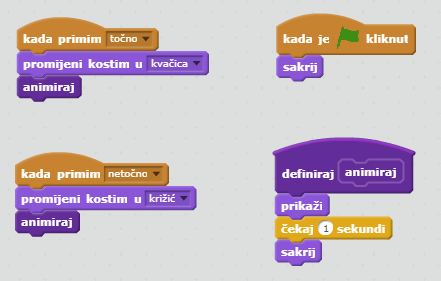 kada primim točno
promijeni kostim u kvačica
animiraj
kada je kliknut
sakrij
kada primim netočno
promijeni kostim u križić
animiraj
definiraj animiraj
prikaži
čekaj 1 sekundi
sakrij